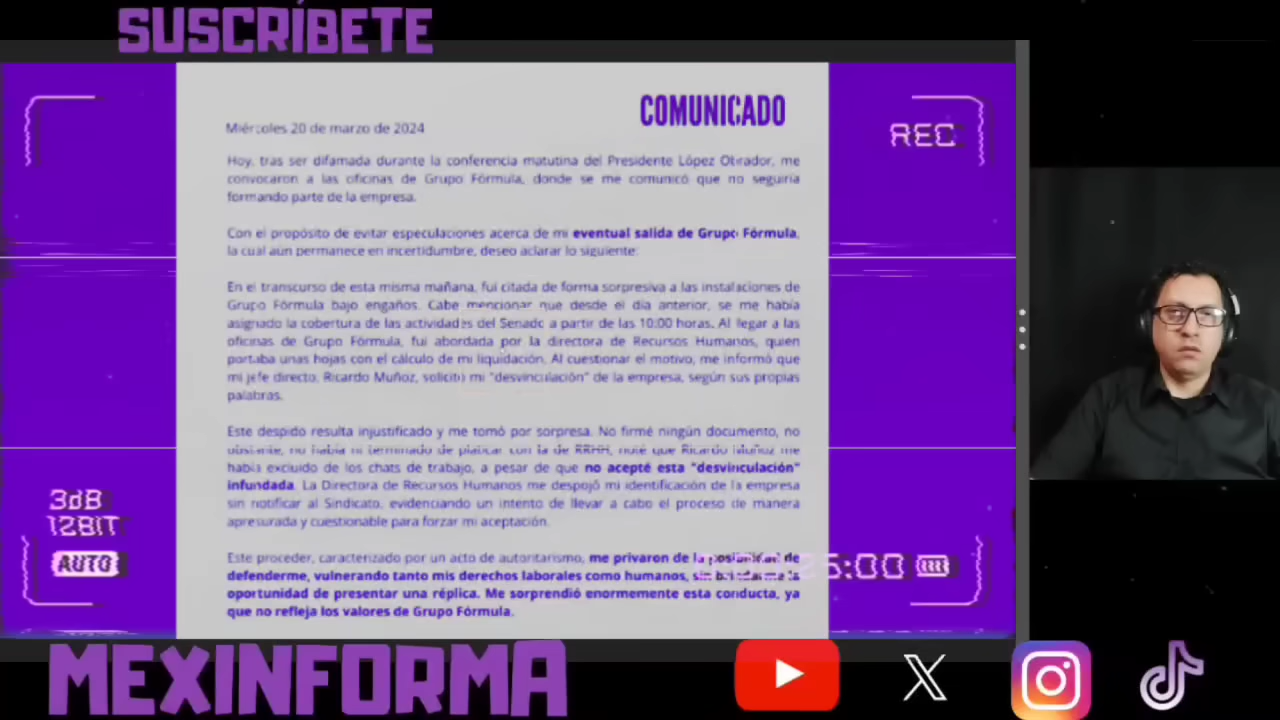 SUSCRÍBETE
COMUNICADO
Miércoles 20 de marzo de 2024
REC
Hoy, tras ser difamada durante la conferencia matutina del Presidente López Obrador, me
convocaron a las oficinas de Grupo Fórmula, donde se me comunicó que no seguiría
formando parte de la empresa.
Con el propósito de evitar especulaciones acerca de mi eventual salida de Grupo Fórmula,
la cual aún permanece en incertidumbre, deseo aclarar lo siguiente:
En el transcurso de esta misma mañana, fui citada de forma sorpresiva a las instalaciones de
Grupo Fórmula bajo engaños. Cabe mencionar que desde el día anterior, se me había
asignado la cobertura de las actividades del Senado a partir de las 10:00 horas. Al llegar a las
oficinas de Grupo Fórmula, fui abordada por la directora de Recursos Humanos, quien
portaba unas hojas con el cálculo de mi liquidación. Al cuestionar el motivo, me informó que
mi jefe directo, Ricardo Muñoz, solicitó mi "desvinculación" de la empresa, según sus propias
palabras.
Este despido resulta injustificado y me tomó por sorpresa. No firmé ningún documento, no
obstante, no había ni terminado de platicar con la de RRHH, noté que Ricardo Muñoz me
había excluido de los chats de trabajo, a pesar de que no acepté esta "desvinculación"
infundada. La Directora de Recursos Humanos me despojó mi identificación de la empresa
sin notificar al Sindicato, evidenciando un intento de llevar a cabo el proceso de manera
apresurada y cuestionable para forzar mi aceptación.
Este proceder, caracterizado por un acto de autoritarismo, me privaron de la posibilidad de
defenderme, vulnerando tanto mis derechos laborales como humanos, sin brindarme la
oportunidad de presentar una réplica. Me sorprendió enormemente esta conducta, ya
que no refleja los valores de Grupo Fórmula.
3dB
12BIT
AUTO
25:00
MEXINFORMA